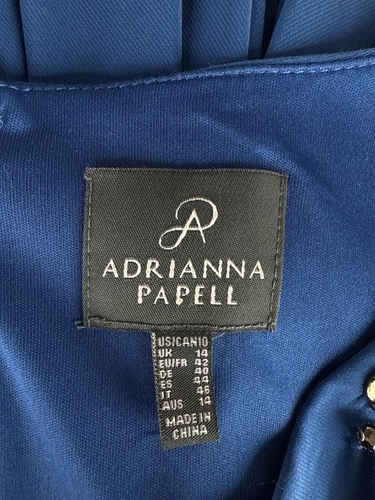 ADRIANNA
PAPELL
US/CAN10
UK 14
EU/FR 42
DE 40
ES 44
IT 46
AUS 14
MADE IN
CHINA